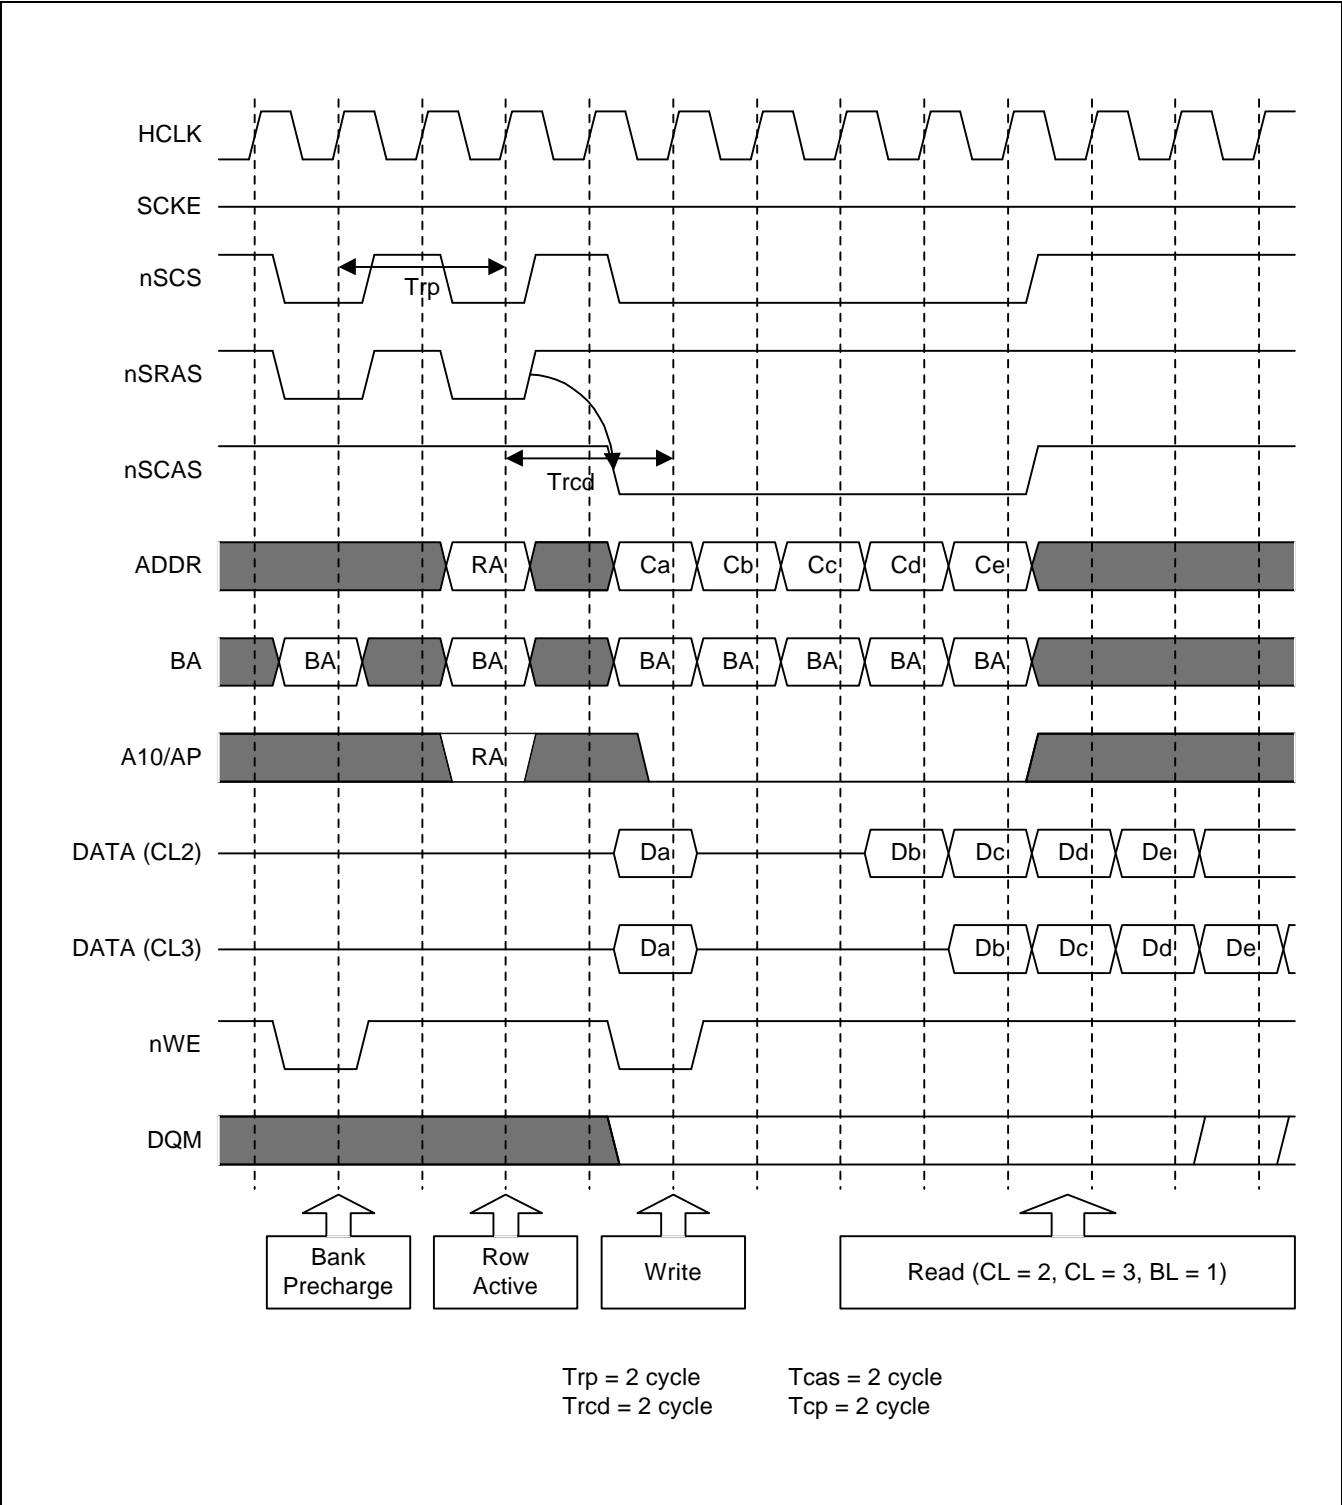 HCLK
SCKE
nSCS
Trp
nSRAS
nSCAS
Trcd
ADDR RA Ca Cb Cc Cd Ce
BA BA BA BA BA BA BA BA
A10/AP RA
DATA (CL2) Da Db Dc Dd De
DATA (CL3) Da Db Dc Dd De
nWE
DQM
Bank
Precharge
Row
Active
Write
Read (CL = 2, CL = 3, BL = 1)
Trp = 2 cycle Tcas = 2 cycle
Trcd = 2 cycle Tcp = 2 cycle